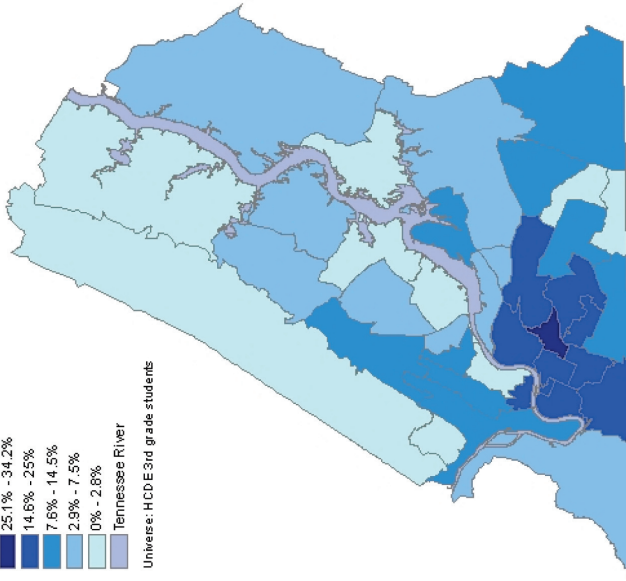 25.1% - 34.2%
14.6% - 25%
7.6% - 14.5%
2.9% - 7.5%
0% - 2.8%
Tennessee River
Universe: HCDE 3rd grade students